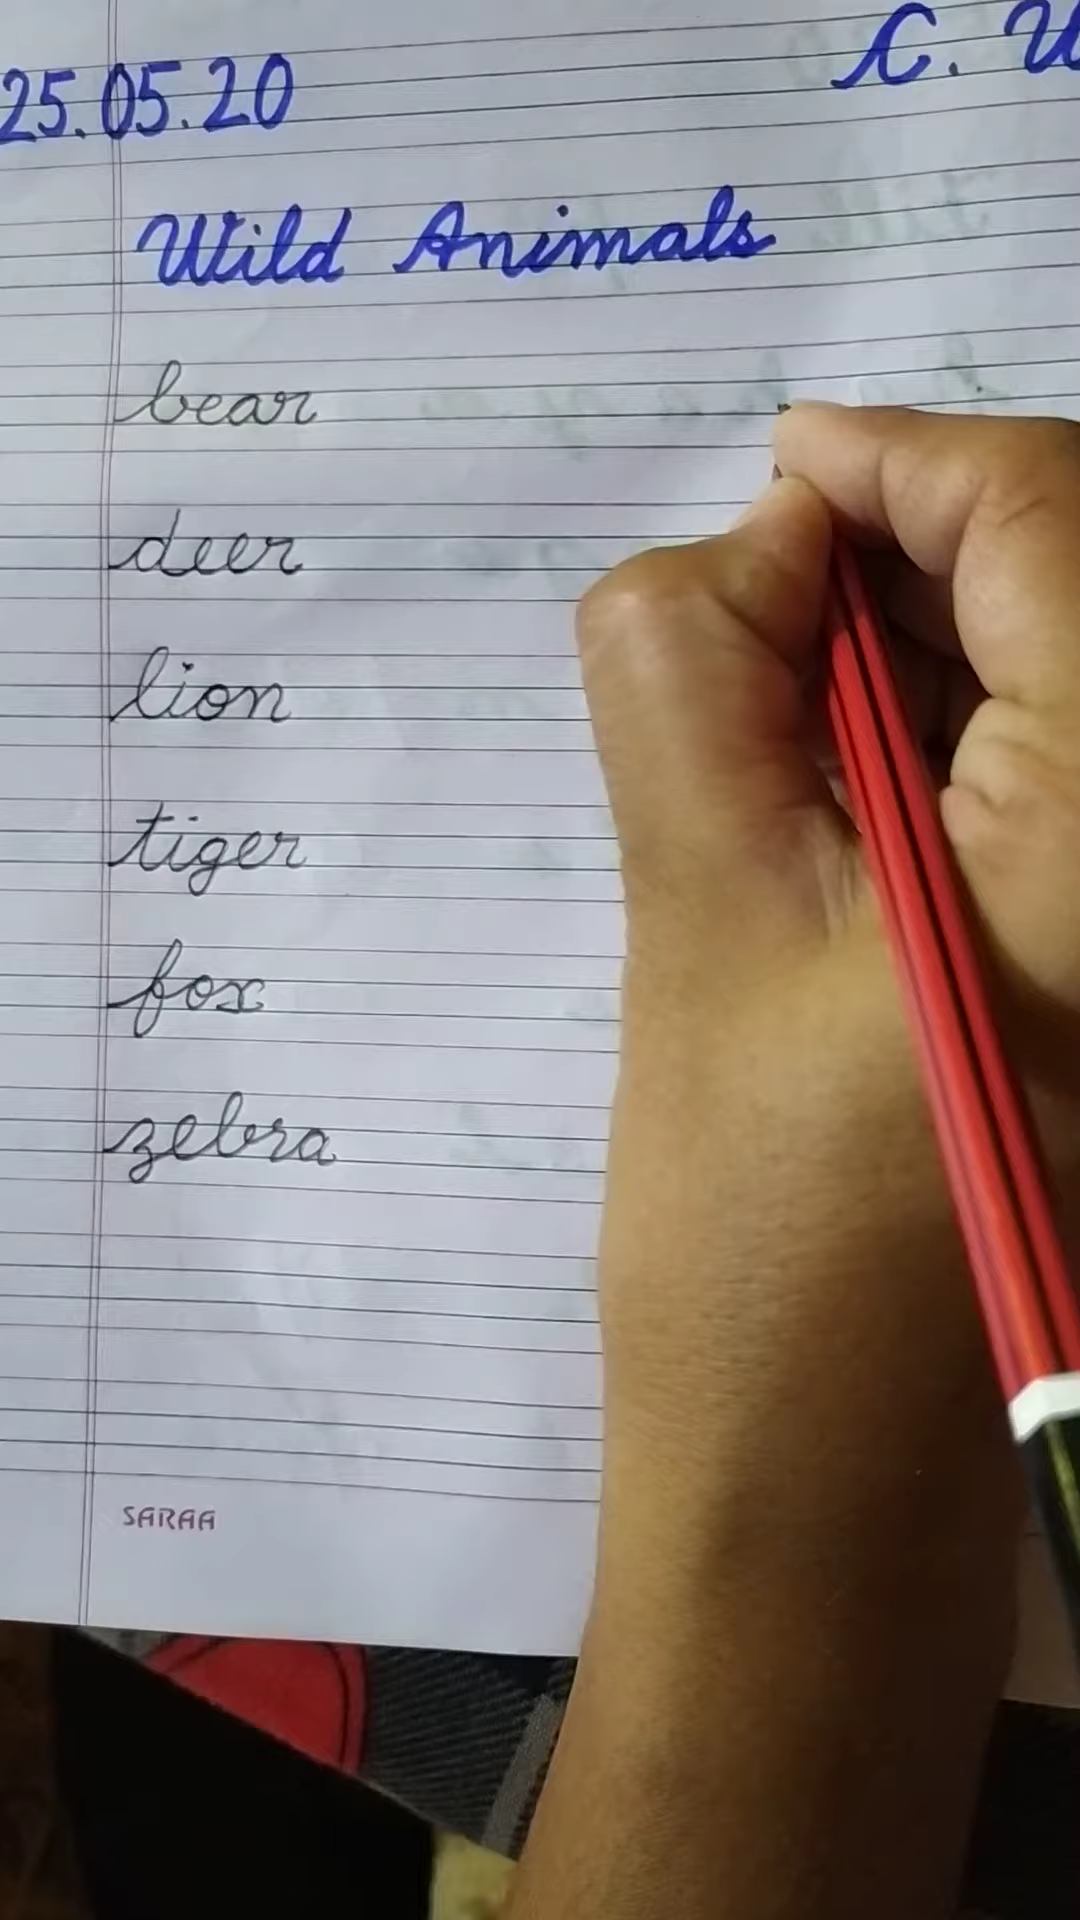 25.05.20 C. W
Wild Animals
bear
deer
lion
tiger
fox
zebra
SARAA